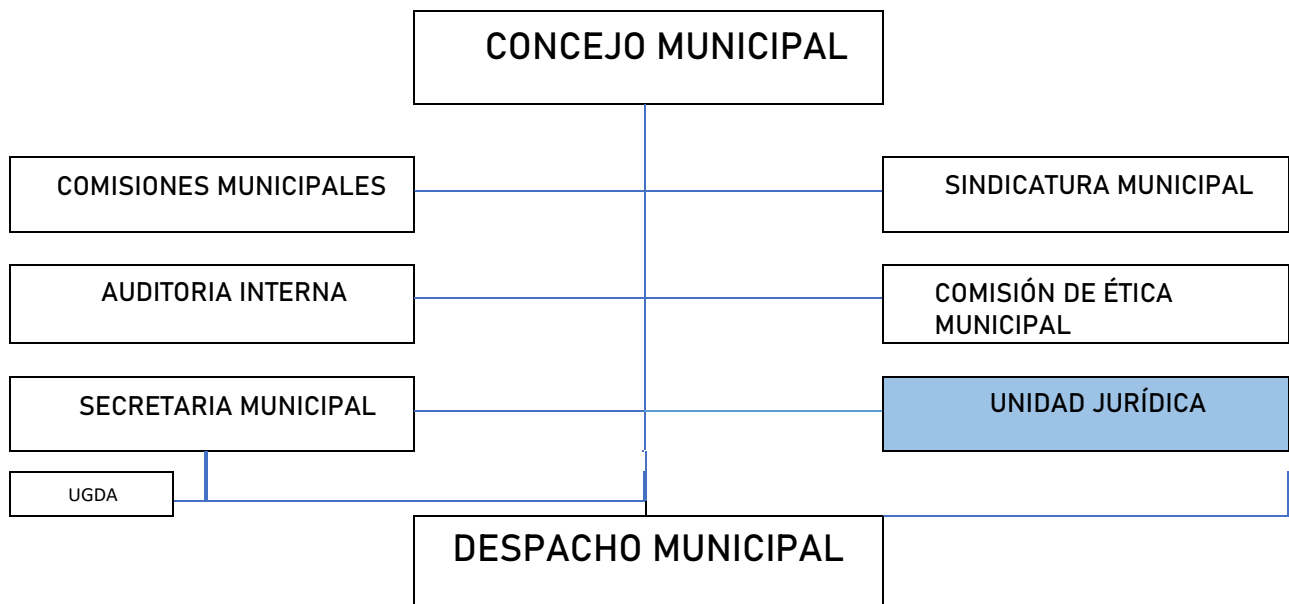 CONCEJO MUNICIPAL
COMISIONES MUNICIPALES
SINDICATURA MUNICIPAL
AUDITORIA INTERNA
COMISIÓN DE ÉTICA
MUNICIPAL
SECRETARIA MUNICIPAL
UNIDAD JURÍDICA
UGDA
DESPACHO MUNICIPAL